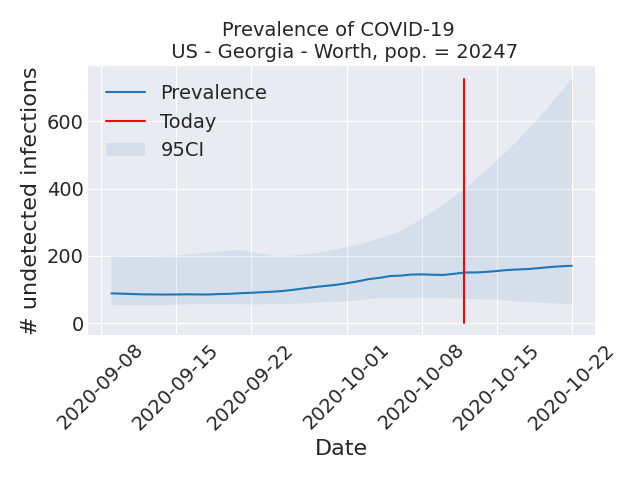 Prevalence of COVID-19
US - Georgia - Worth, pop. = 20247
# undetected infections
600
400
200
0
Prevalence
Today
95CI
2020-09-08
2020-09-15
2020-09-22
2020-10-01
2020-10-08
2020-10-15
2020-10-22
Date